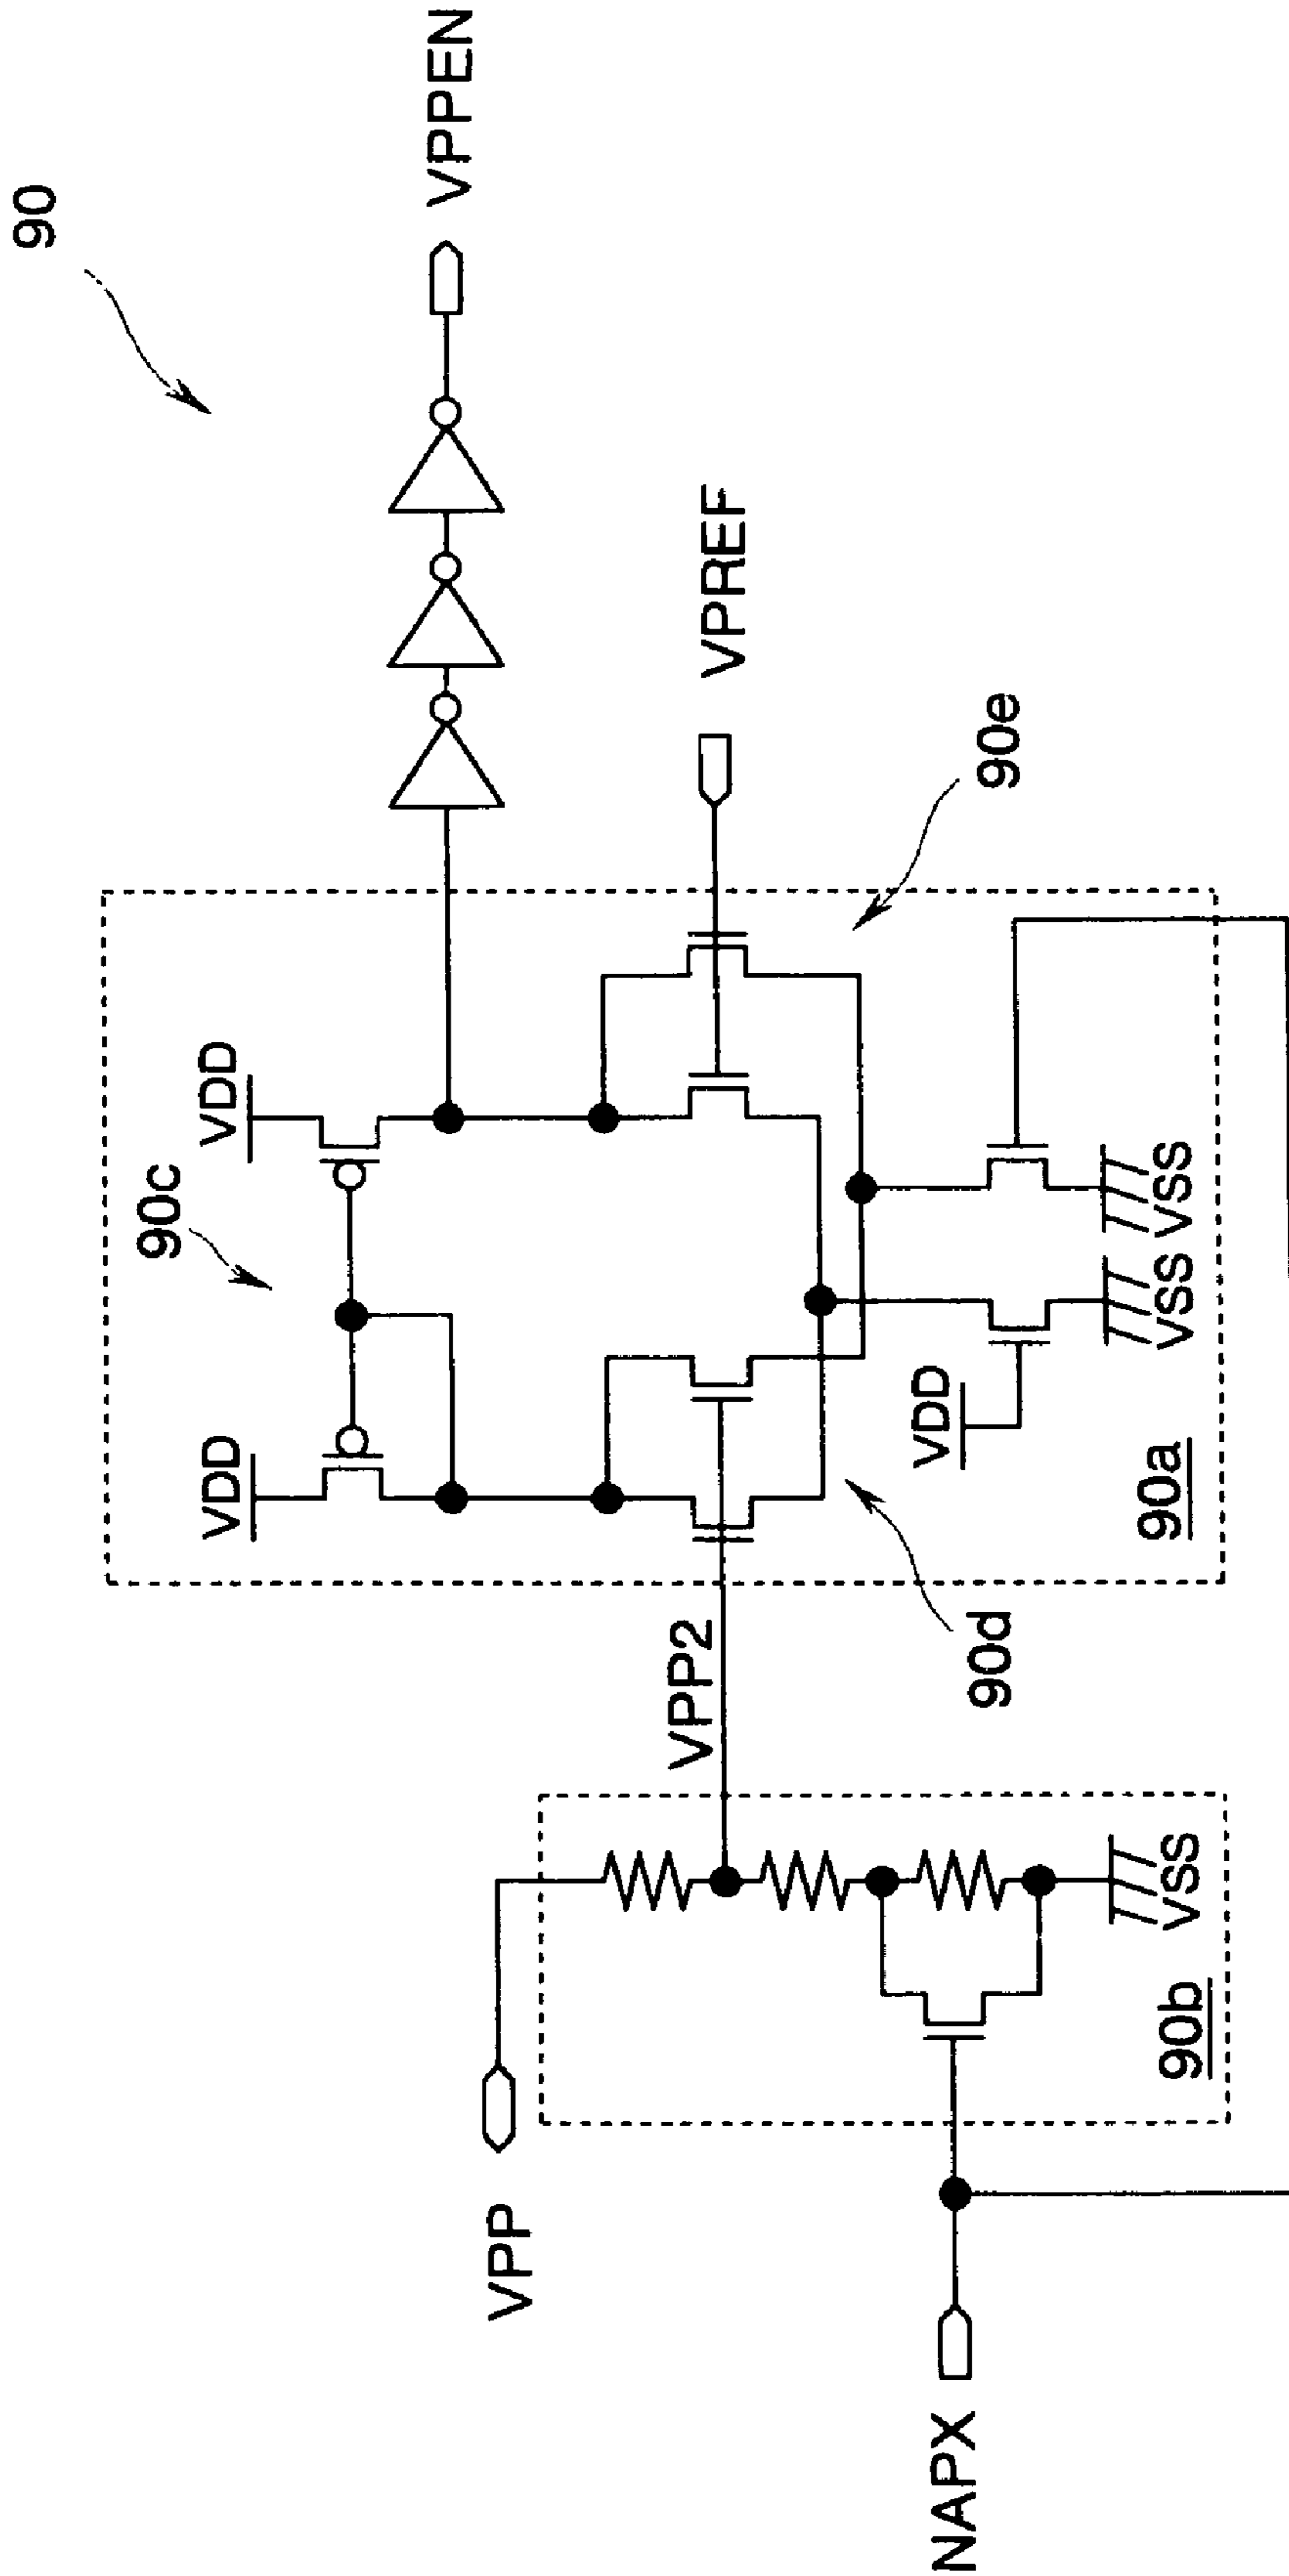 90
VPPEN
VPREF
90e
VDD
90c
VDD
VDD
VSS
VSS
90a
90d
VPP2
VPP
VSS
90b
NAPX